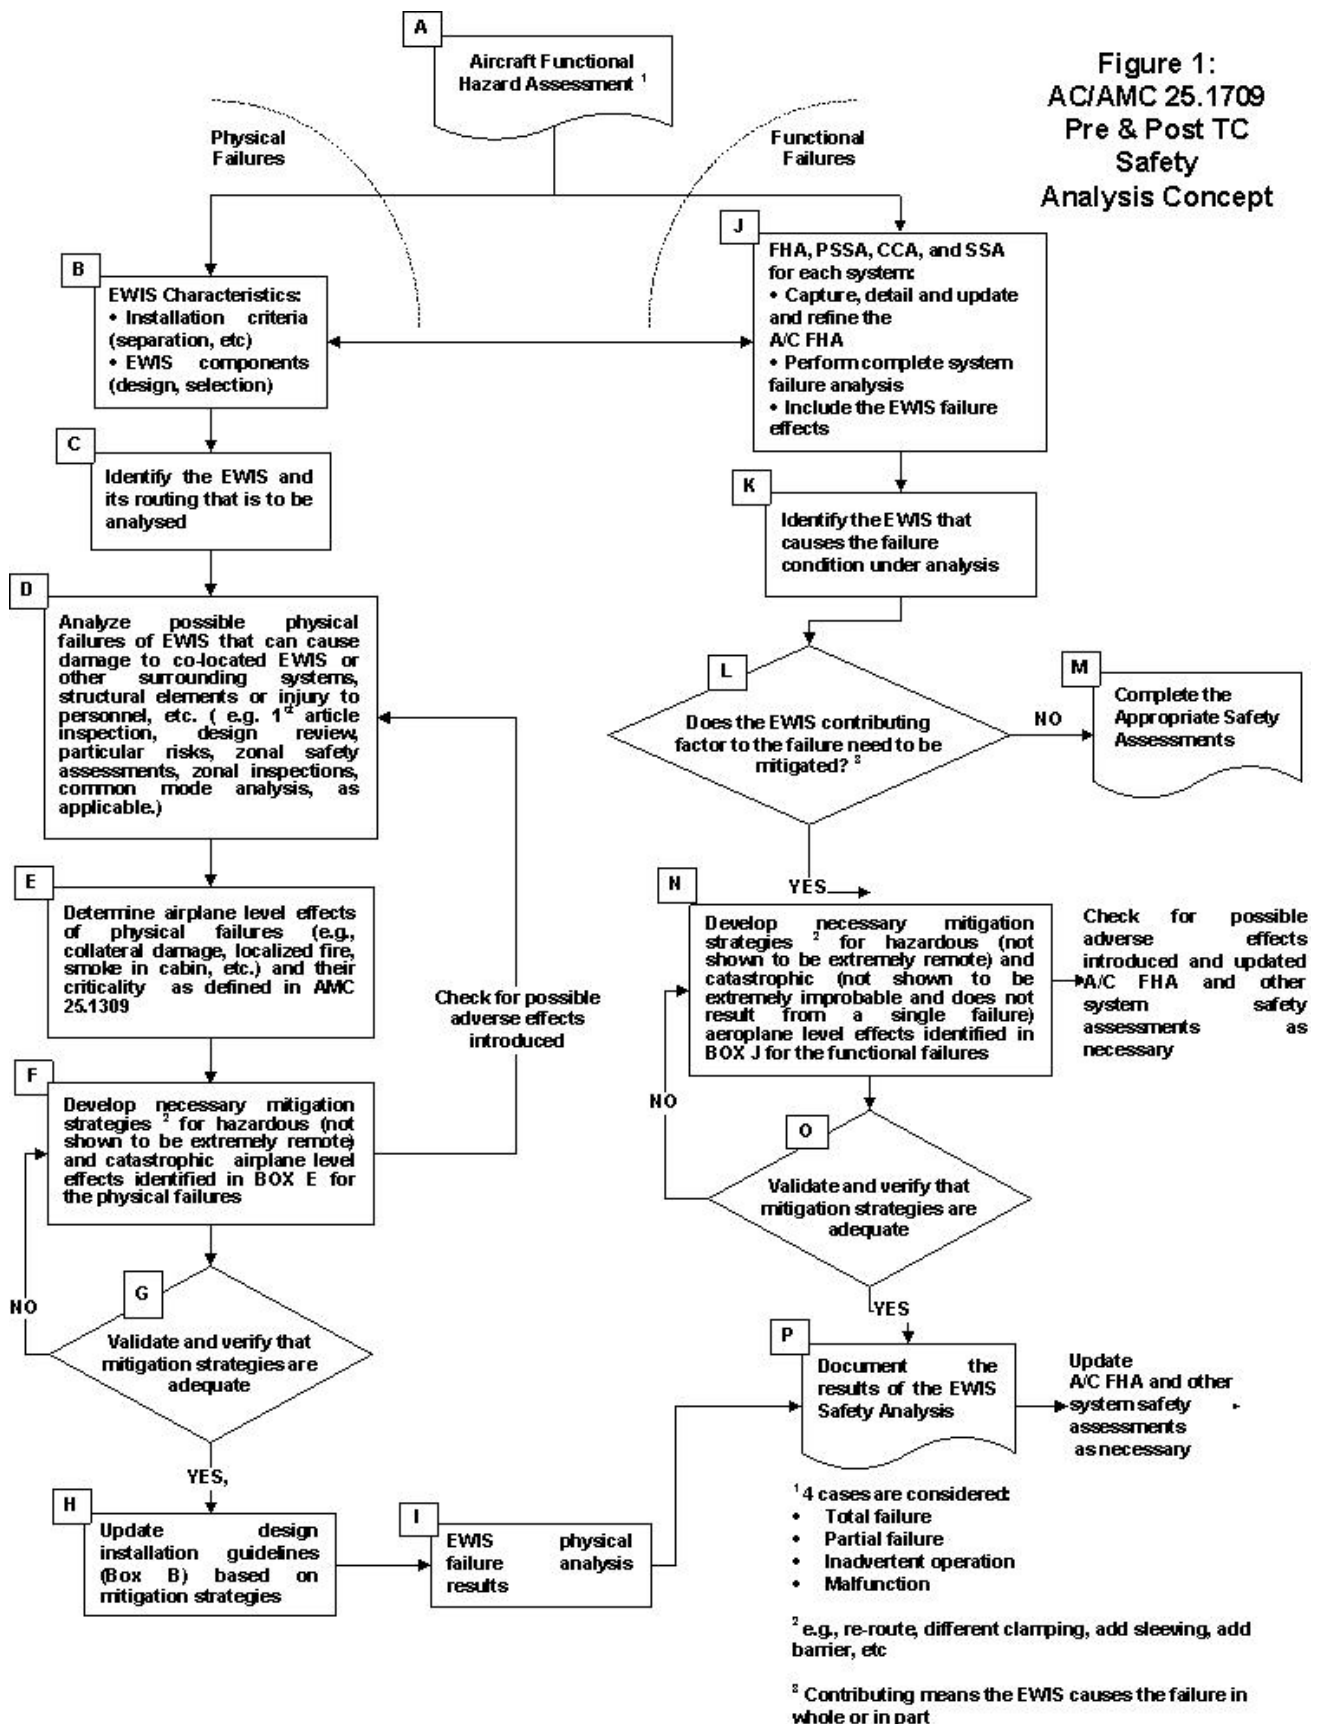 Figure 1:
AC/AMC 25.1709
Pre & Post TC
Safety
Analysis Concept
A
Aircraft Functional
Hazard Assessment 1
Physical
Failures
Functional
Failures
B
EWIS Characteristics:
• Installation criteria
(separation, etc)
• EWIS components
(design, selection)
J
FHA, PSSA, CCA, and SSA
for each system:
• Capture, detail and update
and refine the
A/C FHA
• Perform complete system
failure analysis
• Include the EWIS failure
effects
C
Identify the EWIS and
its routing that is to be
analysed
K
Identify the EWIS that
causes the failure
condition under analysis
D
Analyze possible physical
failures of EWIS that can cause
damage to co-located EWIS or
other surrounding systems,
structural elements or injury to
personnel, etc. ( e.g. 1st article
inspection, design review,
particular risks, zonal safety
assessments, zonal inspections,
common mode analysis, as
applicable.)
L
Does the EWIS contributing
factor to the failure need to be
mitigated? 3
NO
M
Complete the
Appropriate Safety
Assessments
YES
E
Determine airplane level effects
of physical failures (e.g.,
collateral damage, localized fire,
smoke in cabin, etc.) and their
criticality as defined in AMC
25.1309
Check for possible
adverse effects
introduced
N
Develop necessary mitigation
strategies 2 for hazardous (not
shown to be extremely remote) and
catastrophic (not shown to be
extremely improbable and does not
result from a single failure)
aeroplane level effects identified in
BOX J for the functional failures
Check for possible
adverse effects
introduced and updated
A/C FHA and other
system safety
assessments as
necessary
F
Develop necessary mitigation
strategies 2 for hazardous (not
shown to be extremely remote)
and catastrophic airplane level
effects identified in BOX E for
the physical failures
NO
O
Validate and verify that
mitigation strategies are
adequate
NO
G
Validate and verify that
mitigation strategies are
adequate
YES
P
Document the
results of the EWIS
Safety Analysis
Update
A/C FHA and other
system safety
assessments
as necessary
YES,
H
Update design
installation guidelines
(Box B) based on
mitigation strategies
I
EWIS physical
failure analysis
results
1 4 cases are considered:
• Total failure
• Partial failure
• Inadvertent operation
• Malfunction
2 e.g., re-route, different clamping, add sleeving, add
barrier, etc
3 Contributing means the EWIS causes the failure in
whole or in part